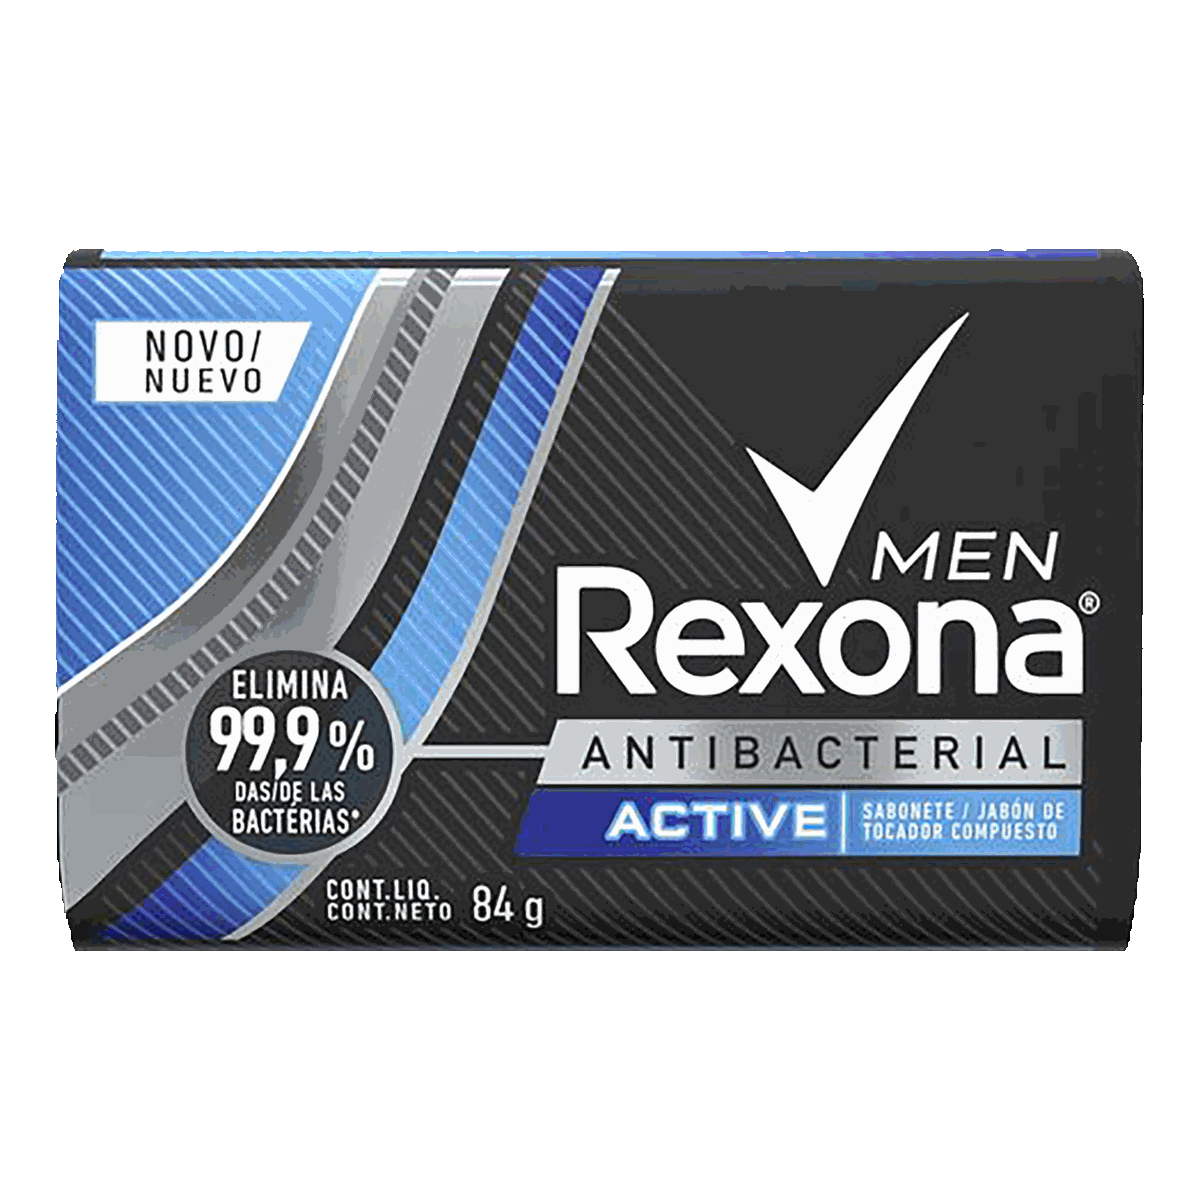 NOVO/
NUEVO
MEN
Rexona®
ELIMINA
99,9%
DAS/DE LAS
BACTÉRIAS*
ANTIBACTERIAL
ACTIVE
SABONETE / JABÓN DE
TOCADOR COMPUESTO
CONT.LIQ.
CONT.NETO 84 g